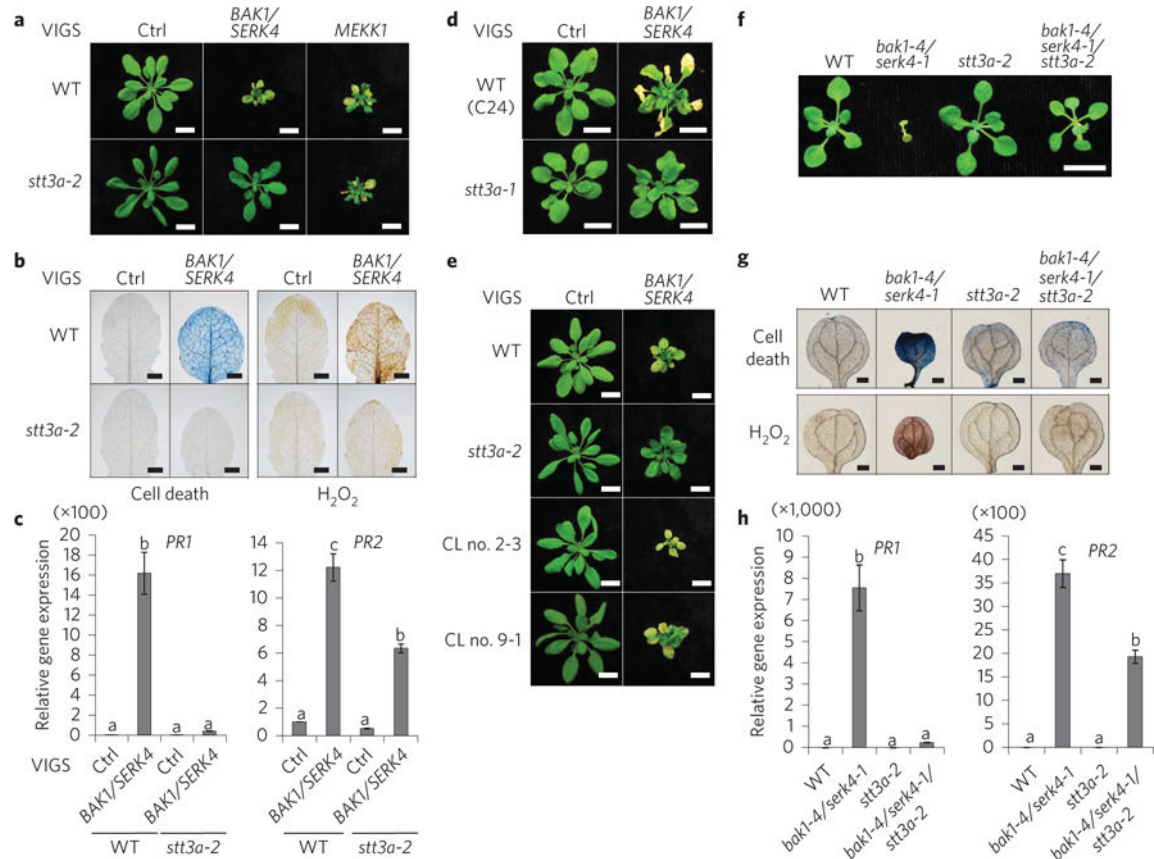 a
VIGS Ctrl BAK1/SERK4 MEKK1
WT
stt3a-2
b
VIGS Ctrl BAK1/SERK4 Ctrl BAK1/SERK4
WT
stt3a-2
Cell death H₂O₂
c
(×100)
Relative gene expression
20
18
16
14
12
10
8
6
4
2
0
PR1
a b a a
14
12
10
8
6
4
2
0
PR2
a c a b
VIGS Ctrl BAK1/SERK4 Ctrl BAK1/SERK4 Ctrl BAK1/SERK4 Ctrl BAK1/SERK4
WT stt3a-2 WT stt3a-2
d
VIGS Ctrl BAK1/SERK4
WT
(C24)
stt3a-1
e
VIGS Ctrl BAK1/SERK4
WT
stt3a-2
CL no. 2-3
CL no. 9-1
f
WT bak1-4/serk4-1 stt3a-2 bak1-4/serk4-1/stt3a-2
g
WT bak1-4/serk4-1 stt3a-2 bak1-4/serk4-1/stt3a-2
Cell
death
H₂O₂
h
(×1,000)
Relative gene expression
10
9
8
7
6
5
4
3
2
1
0
PR1
a b a a
WT bak1-4/serk4-1 stt3a-2 bak1-4/serk4-1/stt3a-2
(×100)
45
40
35
30
25
20
15
10
5
0
PR2
a c a b
WT bak1-4/serk4-1 stt3a-2 bak1-4/serk4-1/stt3a-2